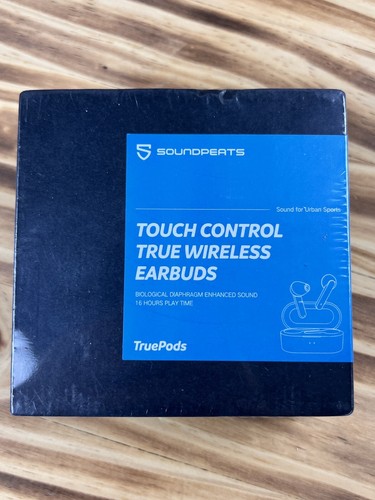 SOUNDPEATS
Sound for Urban Sports
TOUCH CONTROL
TRUE WIRELESS
EARBUDS
BIOLOGICAL DIAPHRAGM ENHANCED SOUND
16 HOURS PLAY TIME
TruePods